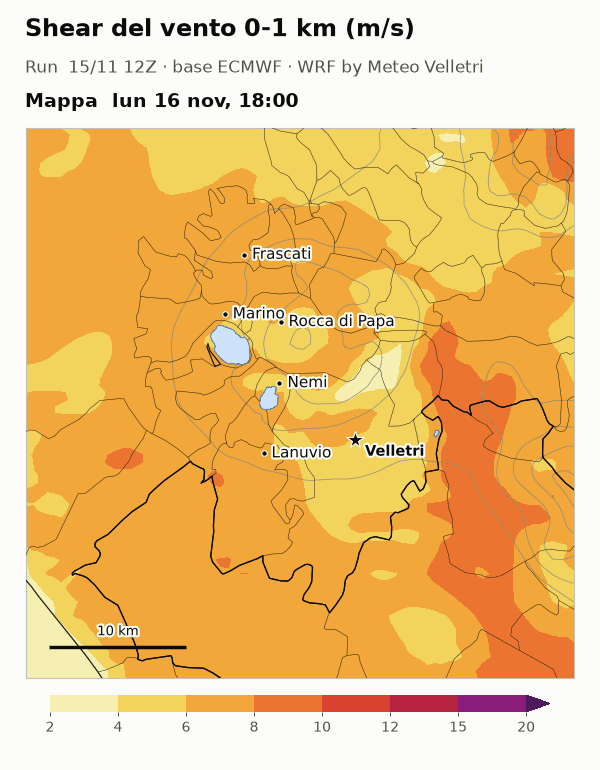 Shear del vento 0-1 km (m/s)
Run  15/11 12Z · base ECMWF · WRF by Meteo Velletri
Mappa  lun 16 nov, 18:00
Frascati
Marino
Rocca di Papa
Nemi
Velletri
Lanuvio
10 km
2 4 6 8 10 12 15 20